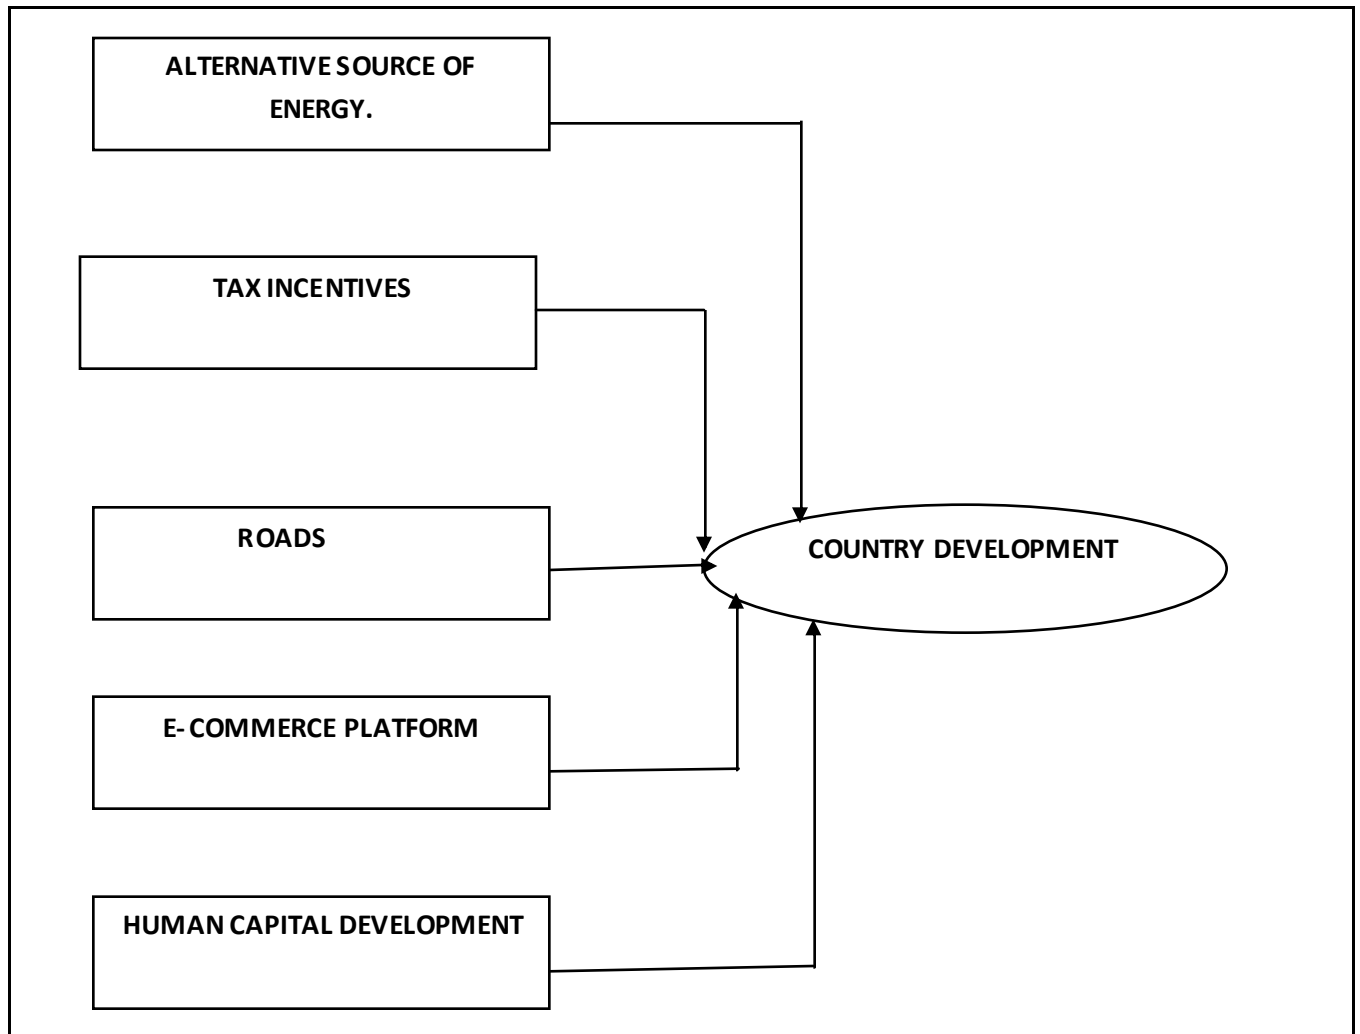 ALTERNATIVE SOURCE OF
ENERGY.
TAX INCENTIVES
ROADS
COUNTRY DEVELOPMENT
E- COMMERCE PLATFORM
HUMAN CAPITAL DEVELOPMENT